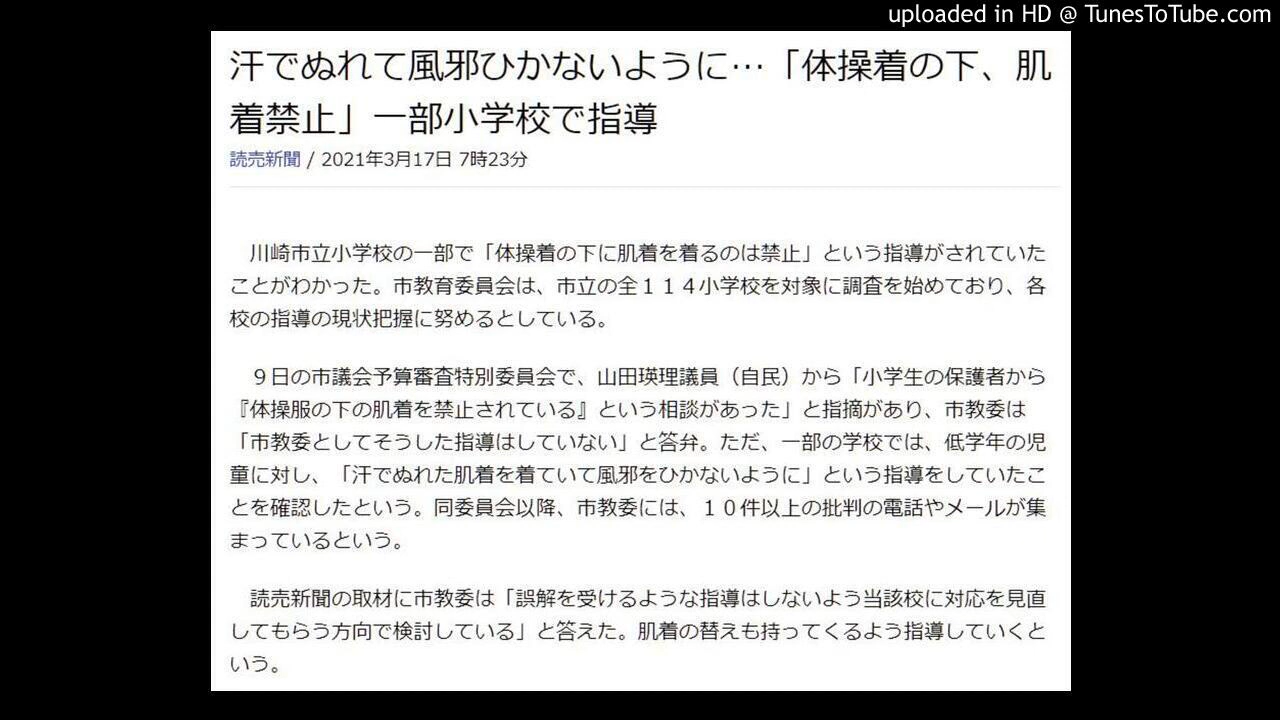 uploaded in HD @ TunesToTube.com
汗でぬれて風邪ひかないように…「体操着の下、肌
着禁止」一部小学校で指導
読売新聞 / 2021年3月17日 7時23分
川崎市立小学校の一部で「体操着の下に肌着を着るのは禁止」という指導がされていた
ことがわかった。市教育委員会は、市立の全１１４小学校を対象に調査を始めており、各
校の指導の現状把握に努めるとしている。
９日の市議会予算審査特別委員会で、山田瑛理議員（自民）から「小学生の保護者から
『体操服の下の肌着を禁止されている』という相談があった」と指摘があり、市教委は
「市教委としてそうした指導はしていない」と答弁。ただ、一部の学校では、低学年の児
童に対し、「汗でぬれた肌着を着ていて風邪をひかないように」という指導をしていたこ
とを確認したという。同委員会以降、市教委には、１０件以上の批判の電話やメールが集
まっているという。
読売新聞の取材に市教委は「誤解を受けるような指導はしないよう当該校に対応を見直
してもらう方向で検討している」と答えた。肌着の替えも持ってくるよう指導していくと
いう。